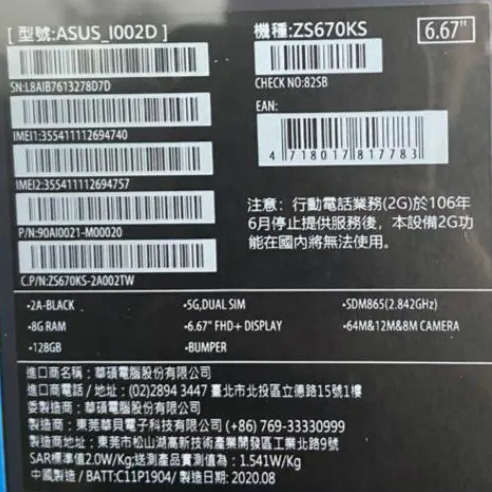 [ 型號:ASUS_I002D ]
機種:ZS670KS
6.67"
SN:L8AIB7613278D7D
CHECK NO:82SB
EAN:
IMEI1:355411112694740
4 718017 817783
IMEI2:355411112694757
注意: 行動電話業務(2G)於106年
6月停止提供服務後, 本設備2G功
能在國內將無法使用。
P/N:90AI0021-M00020
C.P/N:ZS670KS-2A002TW
•2A-BLACK •5G,DUAL SIM •SDM865(2.842GHz)
•8G RAM •6.67" FHD+ DISPLAY •64M&12M&8M CAMERA
•128GB •BUMPER
進口商名稱：華碩電腦股份有限公司
進口商電話 / 地址：(02)2894 3447 臺北市北投區立德路15號1樓
委製造商：華碩電腦股份有限公司
製造商：東莞華貝電子科技有限公司 (+86) 769-33330999
製造商地址：東莞市松山湖高新技術產業開發區工業北路9號
SAR標準值2.0W/Kg;送測產品實測值為：1.541W/Kg
中國製造 / BATT:C11P1904/ 製造日期: 2020.08